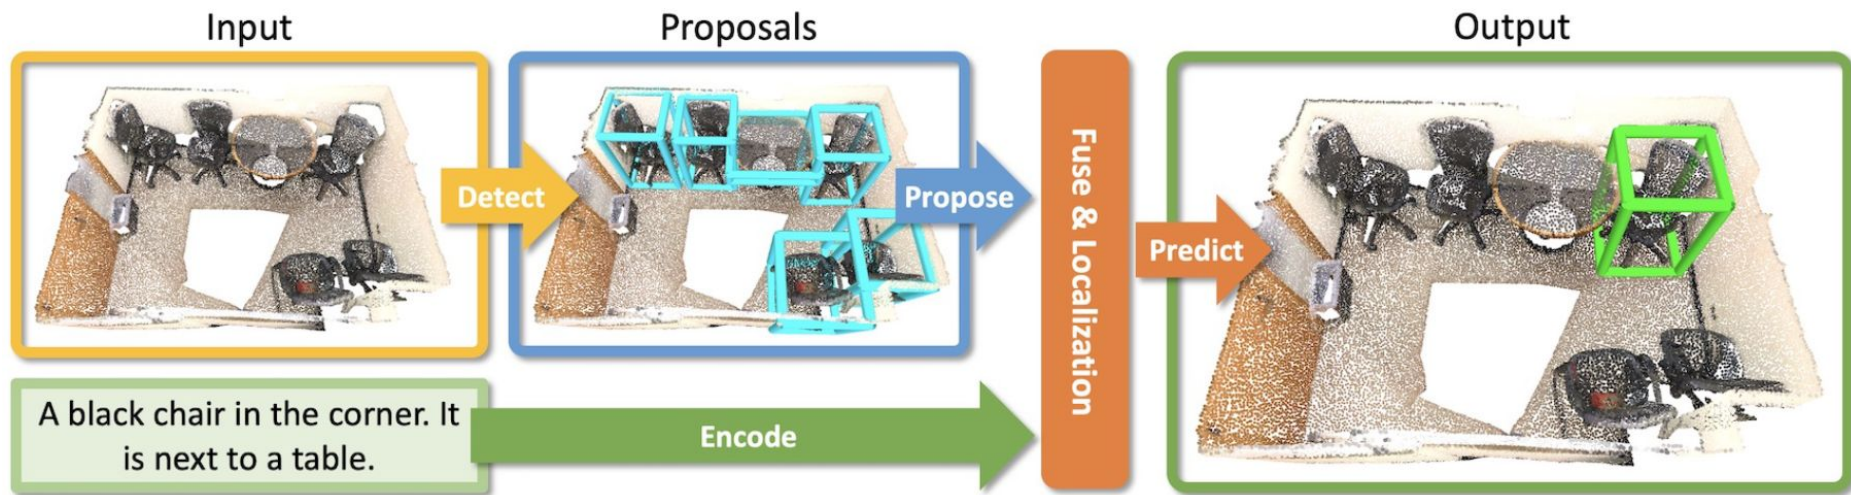 Input
Proposals
Output
Detect
Propose
Fuse & Localization
Predict
A black chair in the corner. It
is next to a table.
Encode